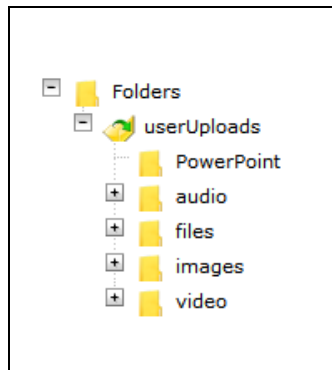 Folders
userUploads
PowerPoint
audio
files
images
video